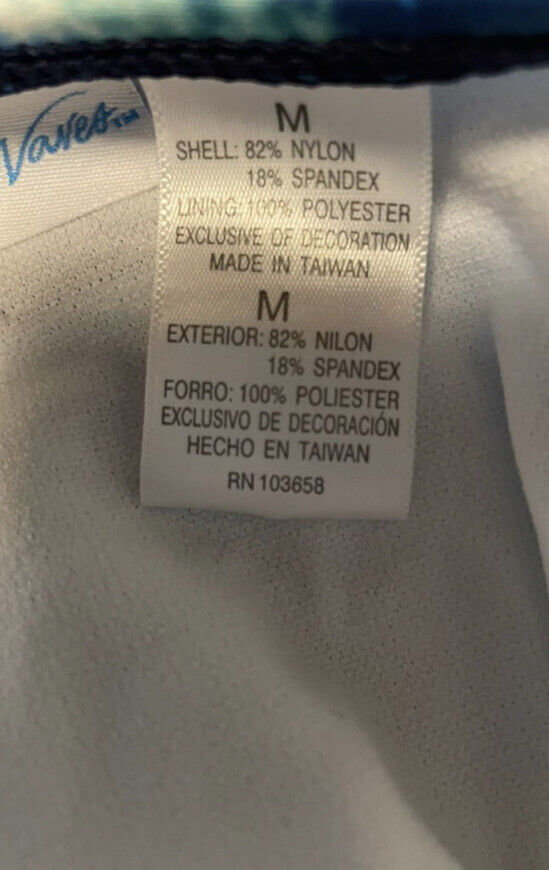 Waves™
M
SHELL: 82% NYLON
18% SPANDEX
LINING: 100% POLYESTER
EXCLUSIVE OF DECORATION
MADE IN TAIWAN
M
EXTERIOR: 82% NILON
18% SPANDEX
FORRO: 100% POLIESTER
EXCLUSIVO DE DECORACIÓN
HECHO EN TAIWAN
RN 103658